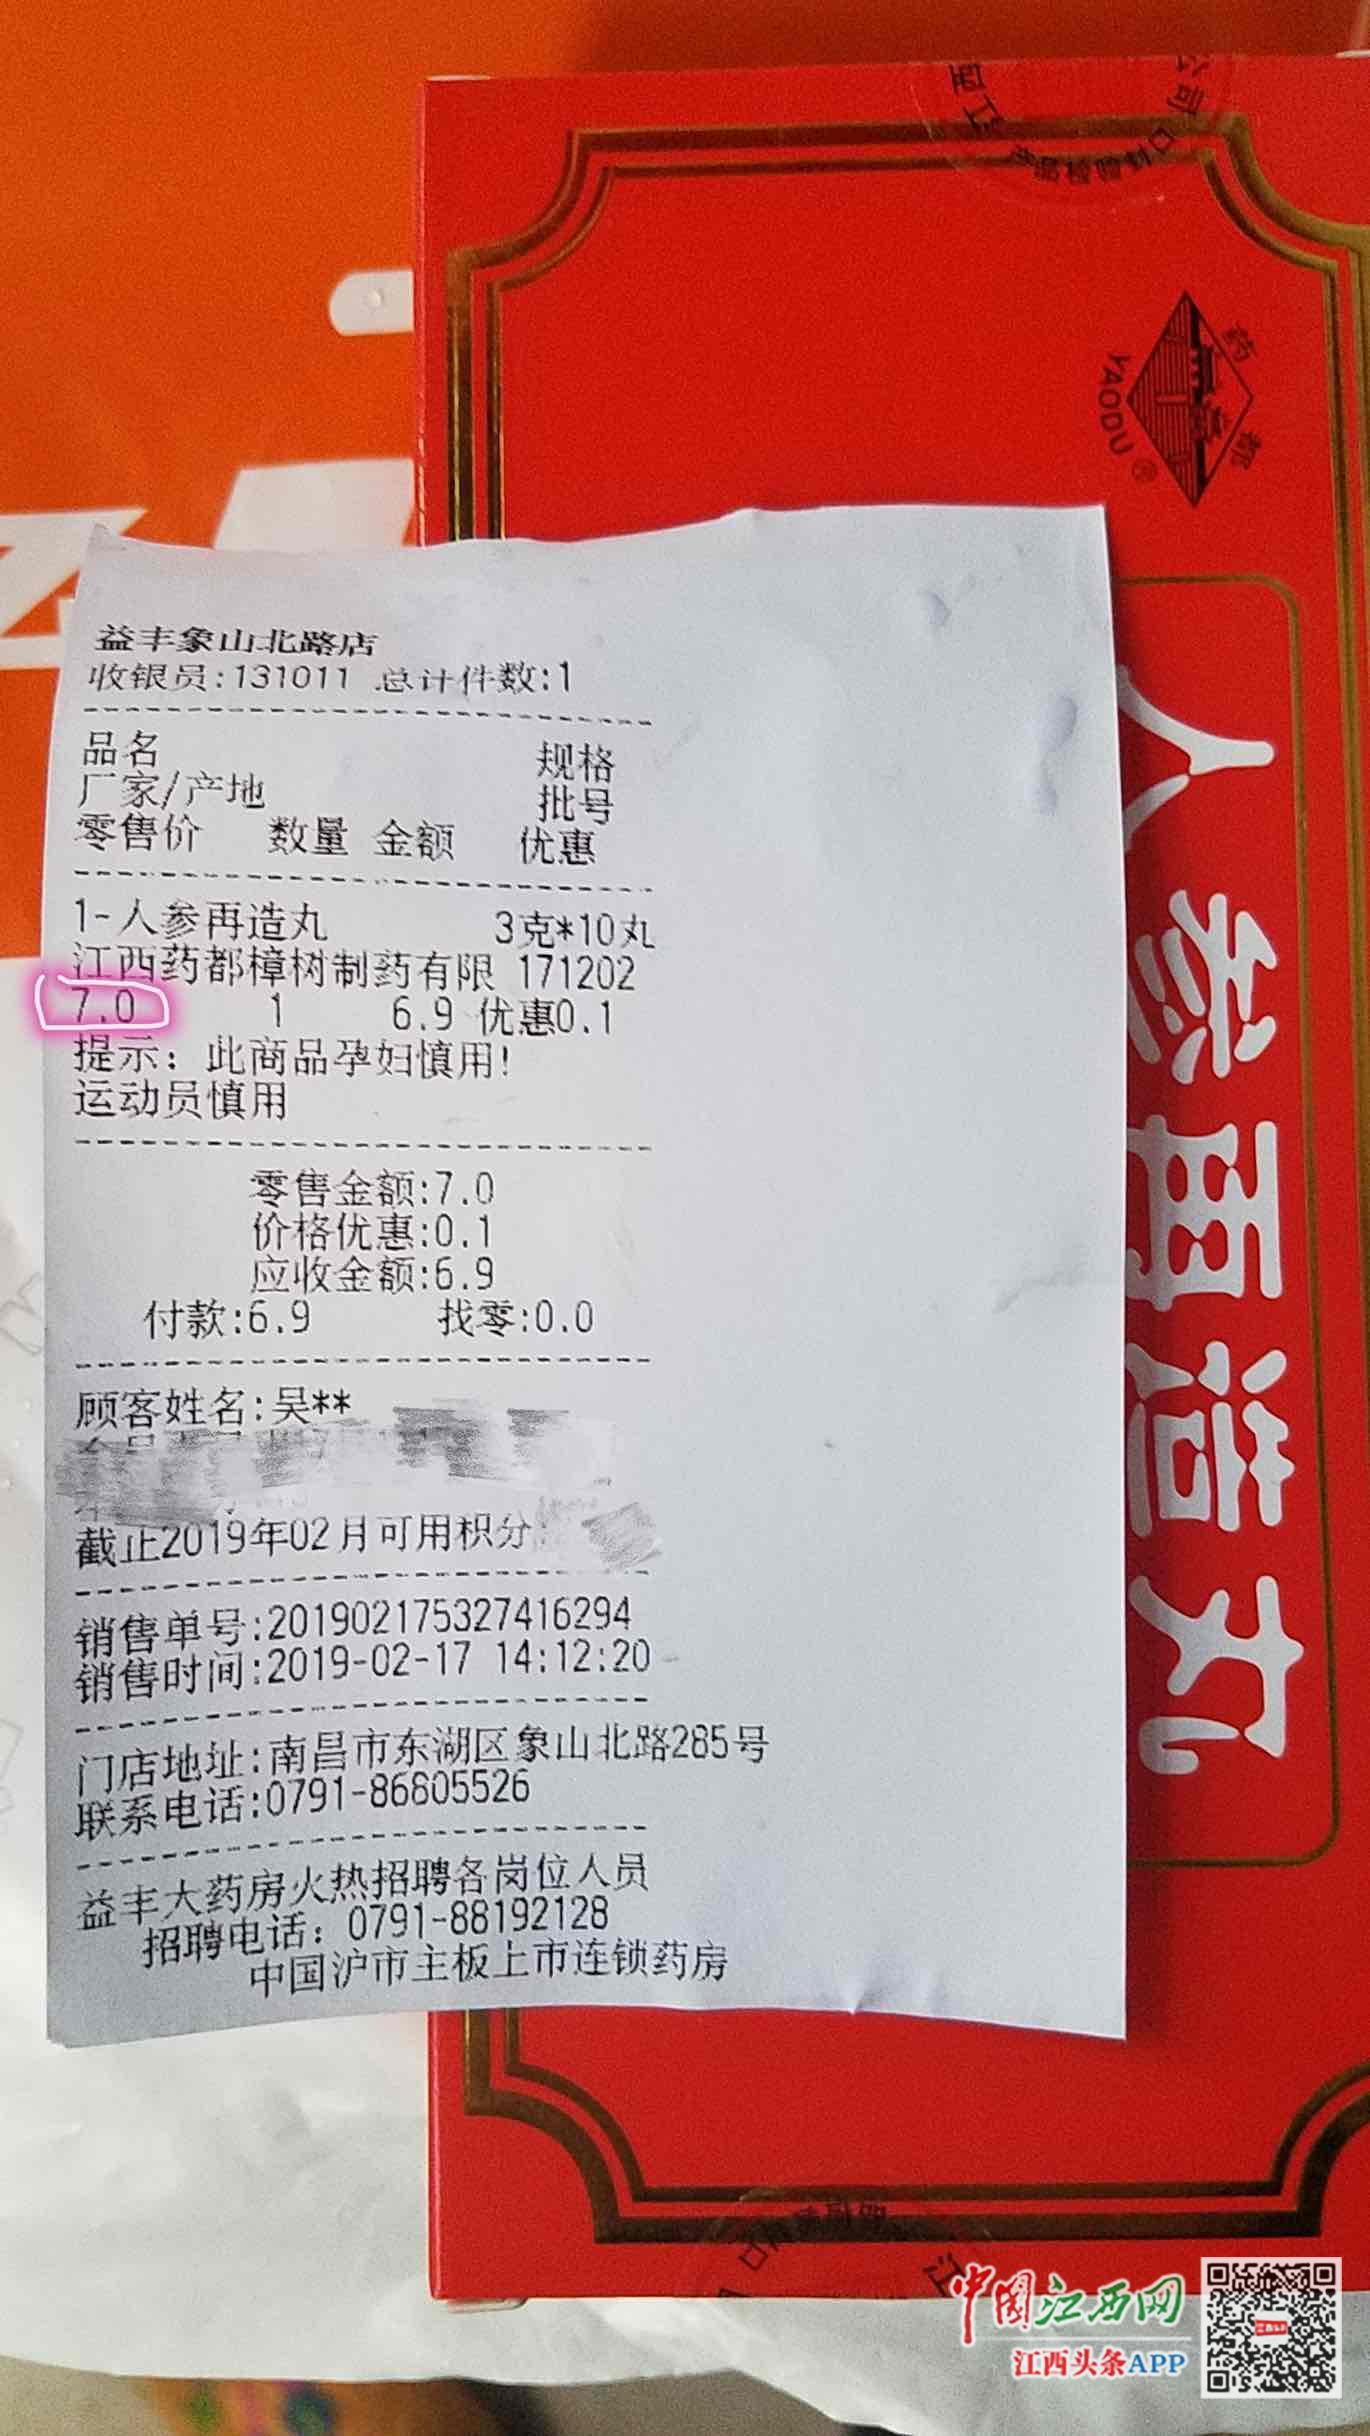 益丰象山北路店
收银员:131011 总计件数:1
品名 规格
厂家/产地 批号
零售价 数量 金额 优惠
1-人参再造丸 3克*10丸
江西药都樟树制药有限 171202
7.0 1 6.9 优惠0.1
提示：此商品孕妇慎用!
运动员慎用
零售金额:7.0
价格优惠:0.1
应收金额:6.9
付款:6.9 找零:0.0
顾客姓名:吴**
截止2019年02月可用积分
销售单号:201902175327416294
销售时间:2019-02-17 14:12:20
门店地址:南昌市东湖区象山北路285号
联系电话:0791-86805526
益丰大药房火热招聘各岗位人员
招聘电话：0791-88192128
中国沪市主板上市连锁药房
药都
YAODU®
人参再造丸
中国江西网
江西头条APP